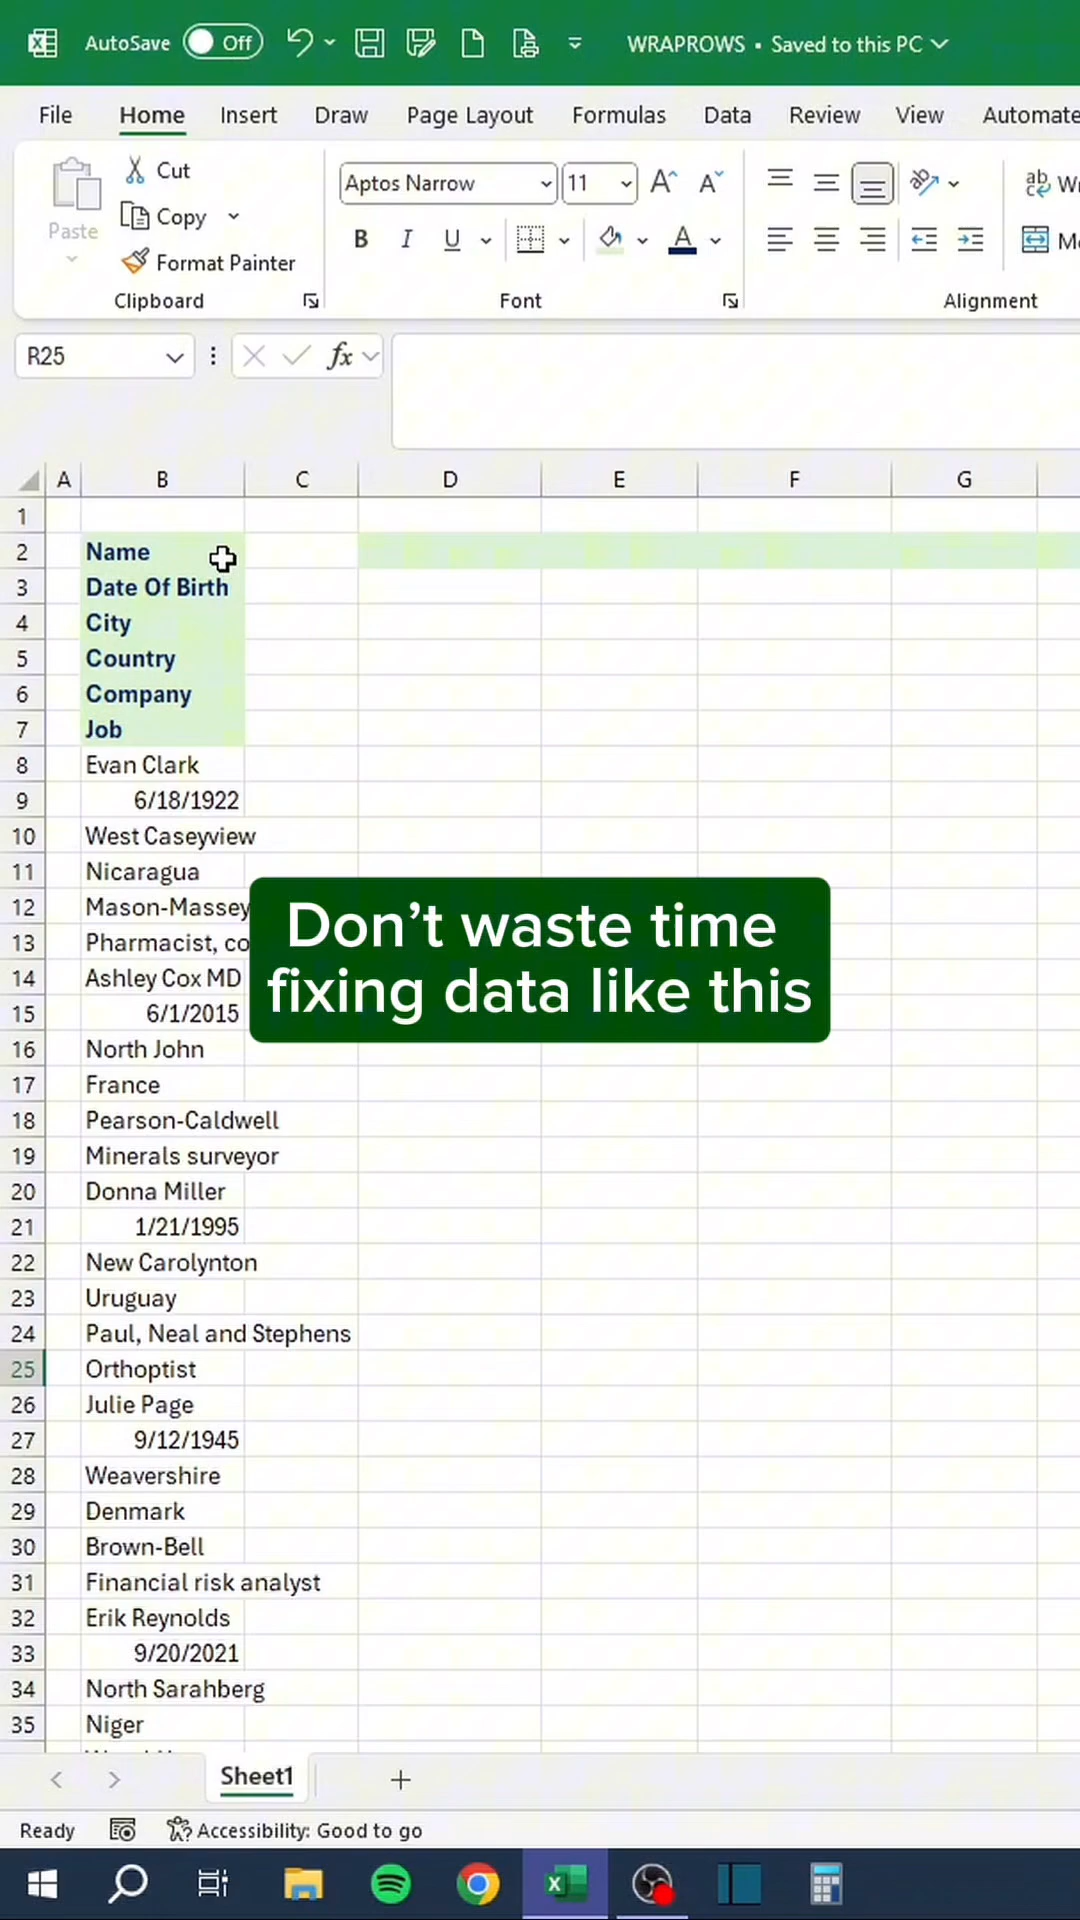 AutoSave Off WRAPROWS • Saved to this PC
File Home Insert Draw Page Layout Formulas Data Review View Automate
Paste
Cut
Copy
Format Painter
Clipboard
Aptos Narrow 11
B I U
Font
Alignment
R25
fx
A B C D E F G
1
2 Name
3 Date Of Birth
4 City
5 Country
6 Company
7 Job
8 Evan Clark
9 6/18/1922
10 West Caseyview
11 Nicaragua
12 Mason-Massey
13 Pharmacist, co
14 Ashley Cox MD
15 6/1/2015
16 North John
17 France
18 Pearson-Caldwell
19 Minerals surveyor
20 Donna Miller
21 1/21/1995
22 New Carolynton
23 Uruguay
24 Paul, Neal and Stephens
25 Orthoptist
26 Julie Page
27 9/12/1945
28 Weavershire
29 Denmark
30 Brown-Bell
31 Financial risk analyst
32 Erik Reynolds
33 9/20/2021
34 North Sarahberg
35 Niger
Don’t waste time
fixing data like this
Sheet1
Ready Accessibility: Good to go